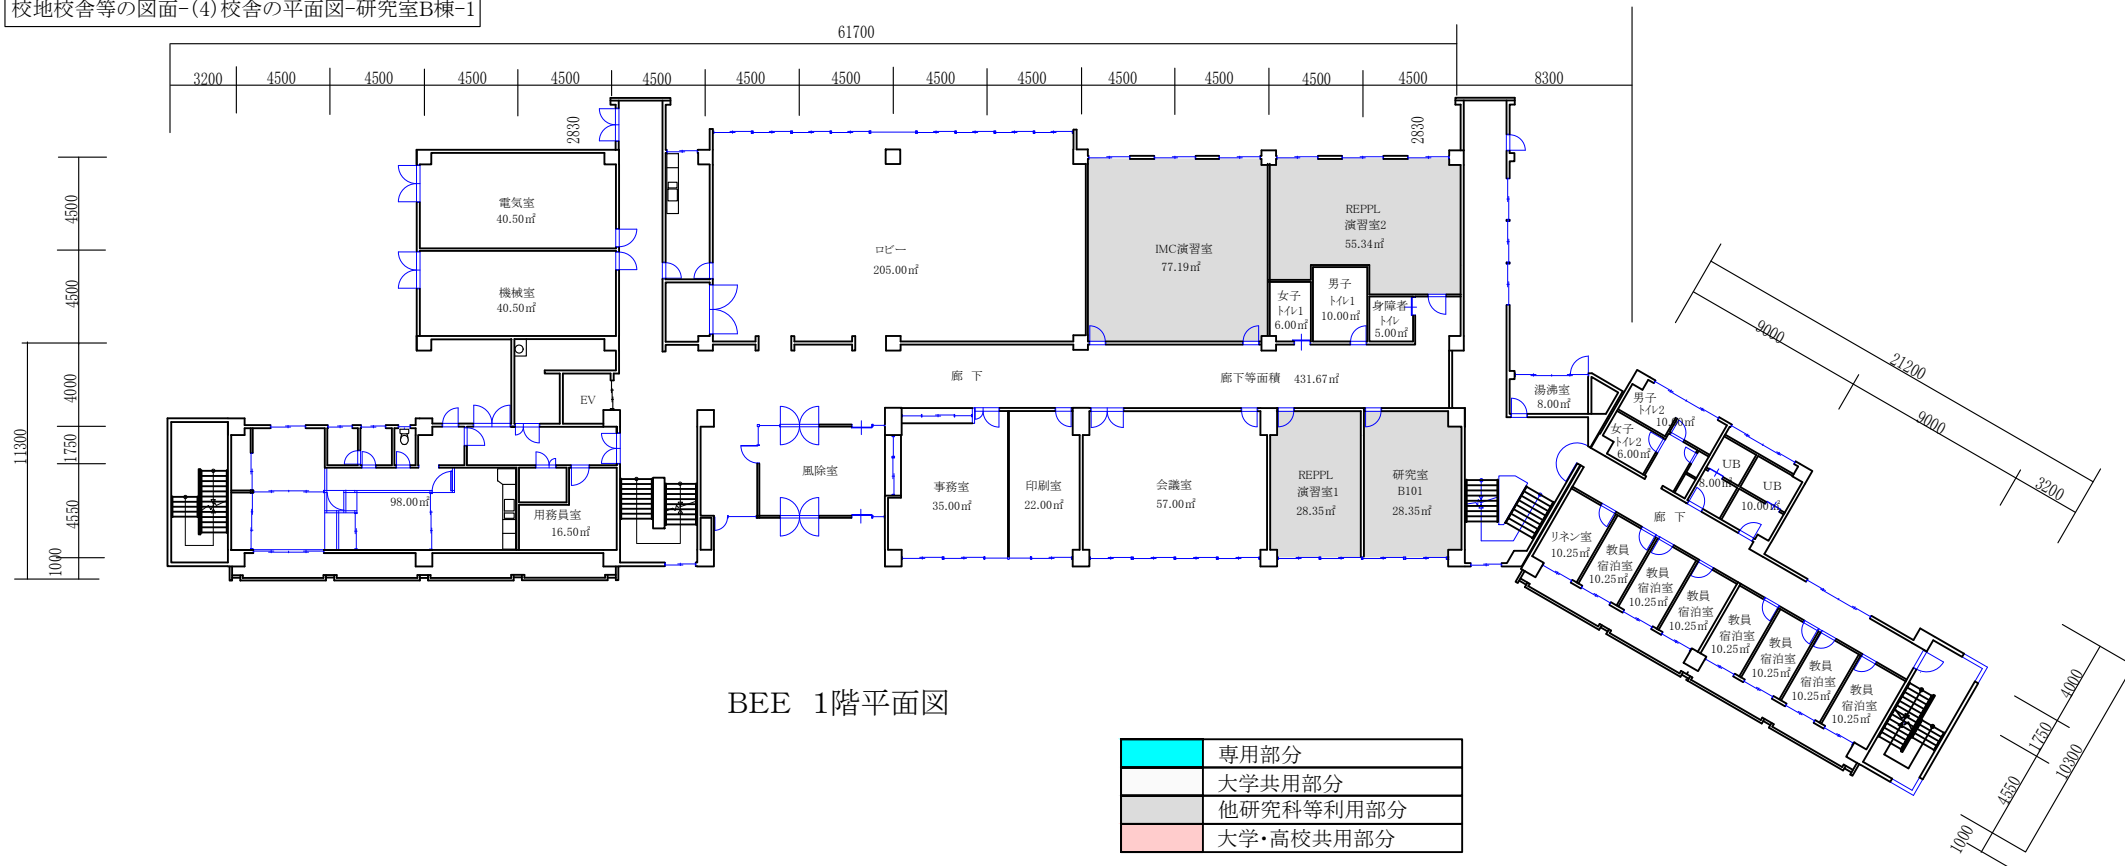 校地校舎等の図面-(4)校舎の平面図-研究室B棟-1
61700
3200 4500 4500 4500 4500 4500 4500 4500 4500 4500 4500 4500 4500 4500 8300
2830
2830
4500
4500
11300
4000
1750
4550
1000
電気室
40.50㎡
機械室
40.50㎡
ロビー
205.00㎡
IMC演習室
77.19㎡
REPPL
演習室2
55.34㎡
女子
トイレ1
6.00㎡
男子
トイレ1
10.00㎡
身障者
トイレ
5.00㎡
EV
廊 下
廊下等面積 431.67㎡
湯沸室
8.00㎡
98.00㎡
用務員室
16.50㎡
風除室
事務室
35.00㎡
印刷室
22.00㎡
会議室
57.00㎡
REPPL
演習室1
28.35㎡
研究室
B101
28.35㎡
男子
トイレ2
10.00㎡
女子
トイレ2
6.00㎡
UB
8.00㎡
UB
10.00㎡
廊 下
リネン室
10.25㎡
教員
宿泊室
10.25㎡
教員
宿泊室
10.25㎡
教員
宿泊室
10.25㎡
教員
宿泊室
10.25㎡
教員
宿泊室
10.25㎡
教員
宿泊室
10.25㎡
教員
宿泊室
10.25㎡
9000
21200
9000
3200
4000
1750
10300
4550
1000
BEE 1階平面図
専用部分
大学共用部分
他研究科等利用部分
大学・高校共用部分